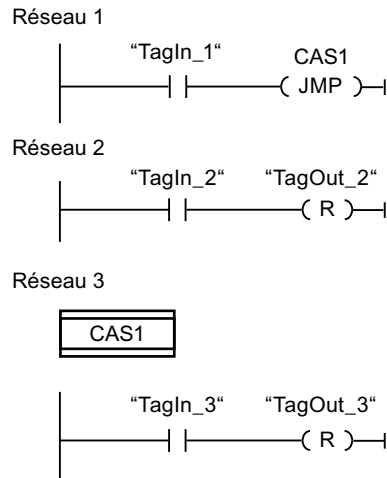 Réseau 1
“TagIn_1“ CAS1
JMP
Réseau 2
“TagIn_2“ “TagOut_2“
R
Réseau 3
CAS1
“TagIn_3“ “TagOut_3“
R